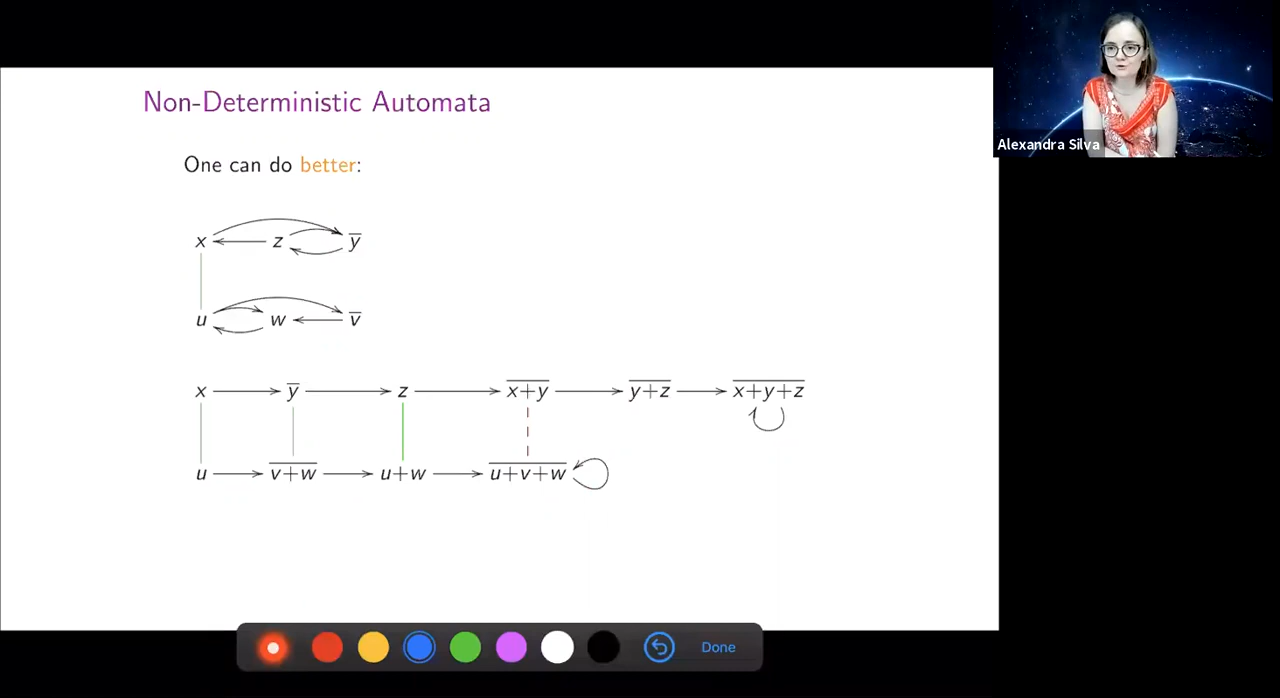 Non-Deterministic Automata
Alexandra Silva
One can do better:
x z y̅
u w v̅
x y̅ z x̅+̅y̅ y̅+̅z̅ x̅+̅y̅+̅z̅
u v̅+̅w̅ u+w u̅+̅v̅+̅w̅
Done